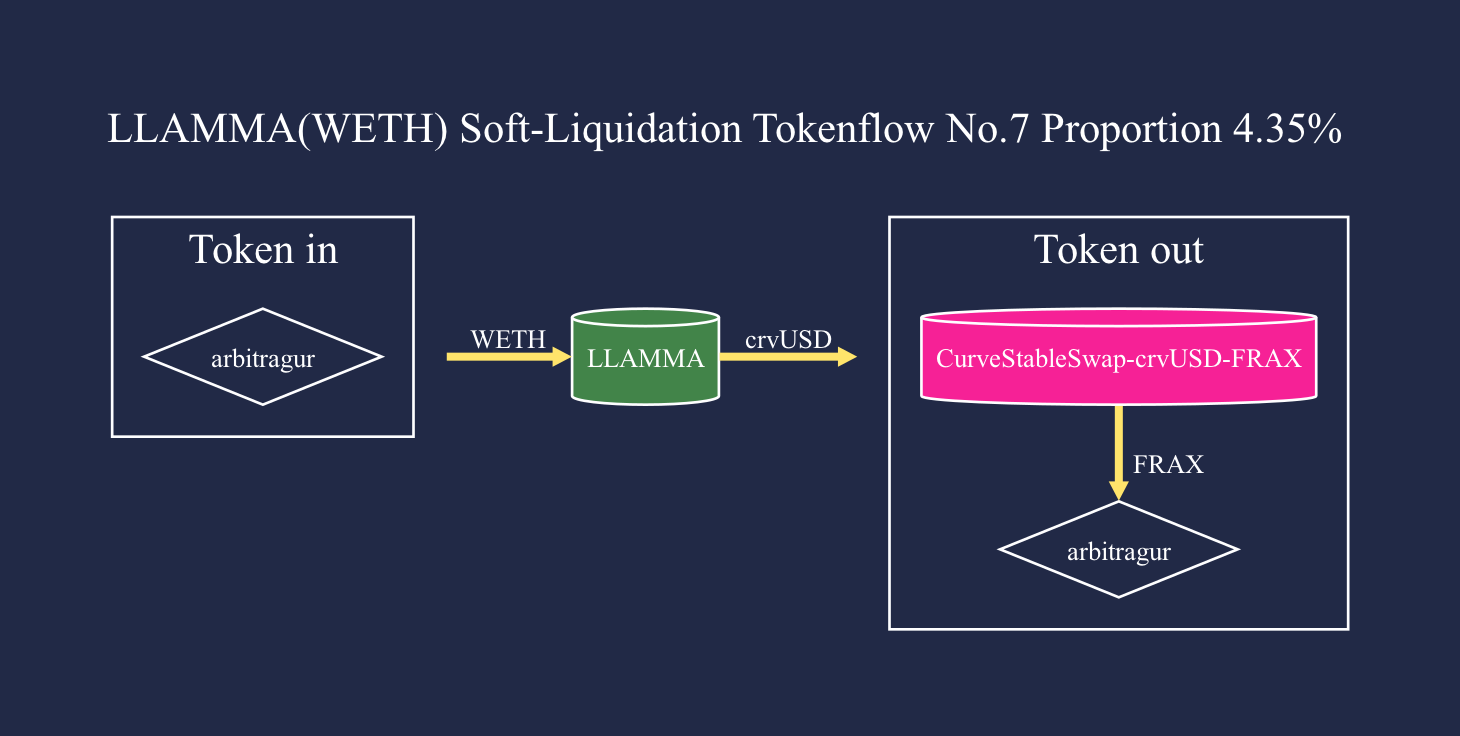 LLAMMA(WETH) Soft-Liquidation Tokenflow No.7 Proportion 4.35%
Token in
arbitragur
WETH
LLAMMA
crvUSD
Token out
CurveStableSwap-crvUSD-FRAX
FRAX
arbitragur